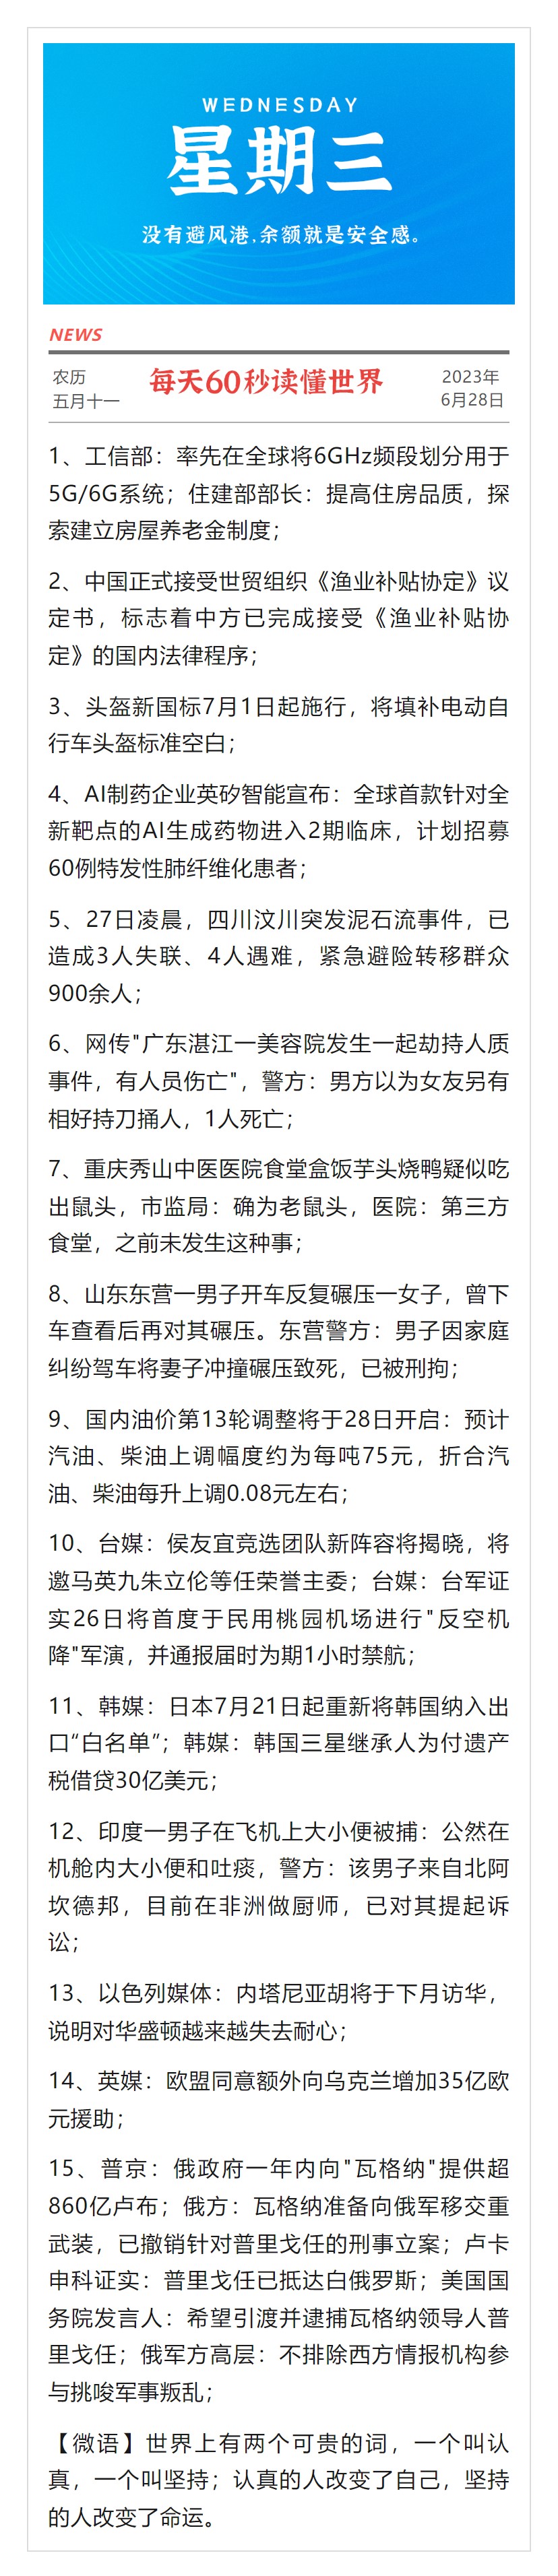 WEDNESDAY
星期三
没有避风港,余额就是安全感。
NEWS
农历
五月十一
每天60秒读懂世界
2023年
6月28日
1、工信部：率先在全球将6GHz频段划分用于
5G/6G系统；住建部部长：提高住房品质，探
索建立房屋养老金制度；
2、中国正式接受世贸组织《渔业补贴协定》议
定书，标志着中方已完成接受《渔业补贴协
定》的国内法律程序；
3、头盔新国标7月1日起施行，将填补电动自
行车头盔标准空白；
4、AI制药企业英矽智能宣布：全球首款针对全
新靶点的AI生成药物进入2期临床，计划招募
60例特发性肺纤维化患者；
5、27日凌晨，四川汶川突发泥石流事件，已
造成3人失联、4人遇难，紧急避险转移群众
900余人；
6、网传"广东湛江一美容院发生一起劫持人质
事件，有人员伤亡"，警方：男方以为女友另有
相好持刀捅人，1人死亡；
7、重庆秀山中医医院食堂盒饭芋头烧鸭疑似吃
出鼠头，市监局：确为老鼠头，医院：第三方
食堂，之前未发生这种事；
8、山东东营一男子开车反复碾压一女子，曾下
车查看后再对其碾压。东营警方：男子因家庭
纠纷驾车将妻子冲撞碾压致死，已被刑拘；
9、国内油价第13轮调整将于28日开启：预计
汽油、柴油上调幅度约为每吨75元，折合汽
油、柴油每升上调0.08元左右；
10、台媒：侯友宜竞选团队新阵容将揭晓，将
邀马英九朱立伦等任荣誉主委；台媒：台军证
实26日将首度于民用桃园机场进行"反空机
降"军演，并通报届时为期1小时禁航；
11、韩媒：日本7月21日起重新将韩国纳入出
口“白名单”；韩媒：韩国三星继承人为付遗产
税借贷30亿美元；
12、印度一男子在飞机上大小便被捕：公然在
机舱内大小便和吐痰，警方：该男子来自北阿
坎德邦，目前在非洲做厨师，已对其提起诉
讼；
13、以色列媒体：内塔尼亚胡将于下月访华，
说明对华盛顿越来越失去耐心；
14、英媒：欧盟同意额外向乌克兰增加35亿欧
元援助；
15、普京：俄政府一年内向"瓦格纳"提供超
860亿卢布；俄方：瓦格纳准备向俄军移交重
武装，已撤销针对普里戈任的刑事立案；卢卡
申科证实：普里戈任已抵达白俄罗斯；美国国
务院发言人：希望引渡并逮捕瓦格纳领导人普
里戈任；俄军方高层：不排除西方情报机构参
与挑唆军事叛乱；
【微语】世界上有两个可贵的词，一个叫认
真，一个叫坚持；认真的人改变了自己，坚持
的人改变了命运。